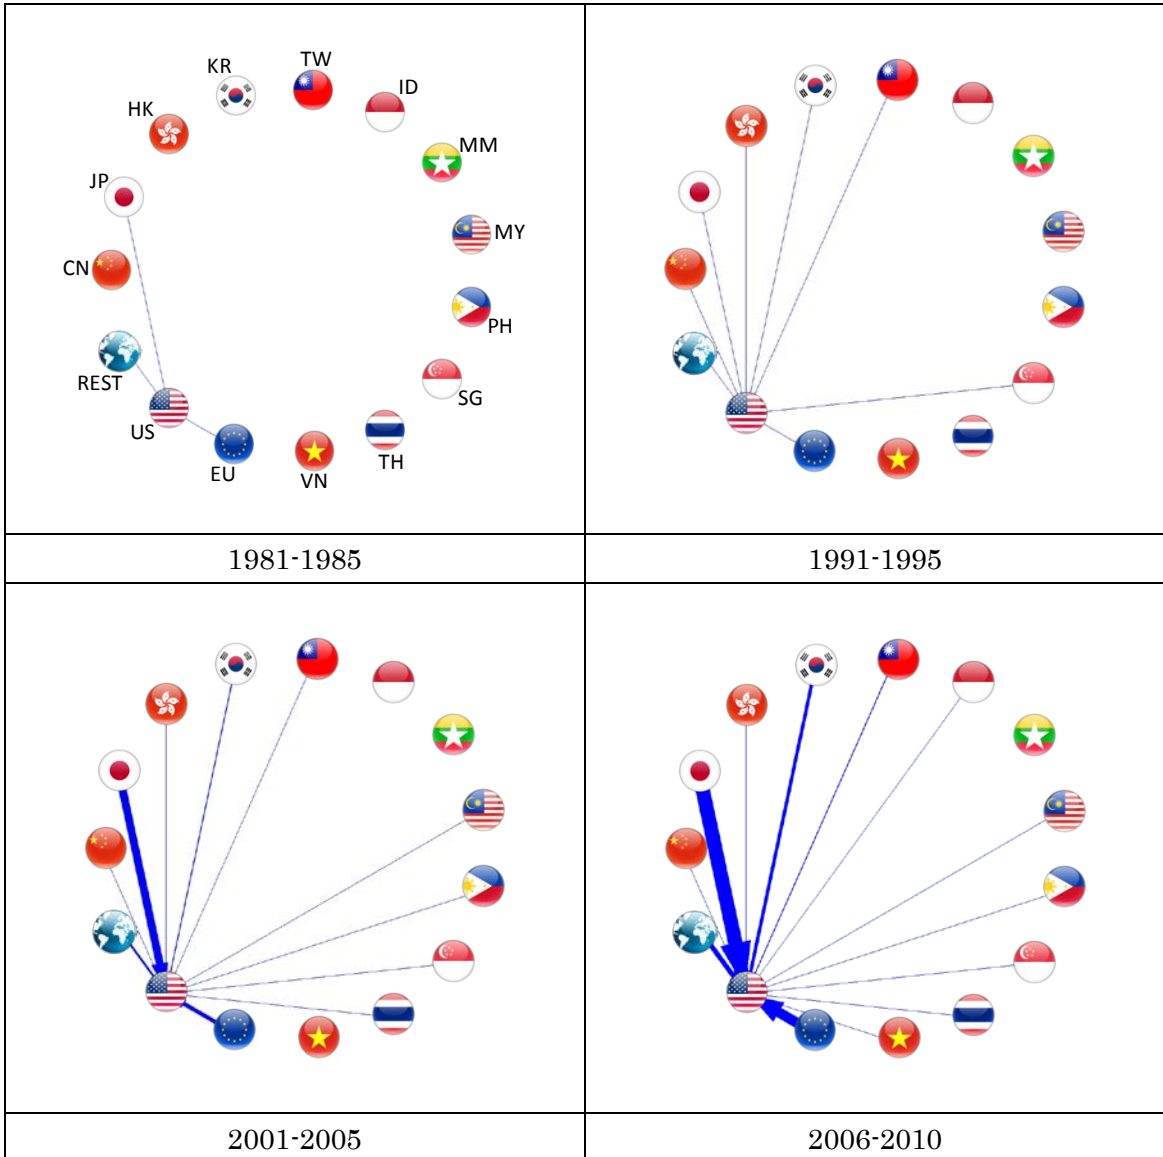 TW
KR
ID
HK
MM
JP
MY
CN
PH
REST
SG
US
TH
EU
VN
1981-1985
1991-1995
2001-2005
2006-2010